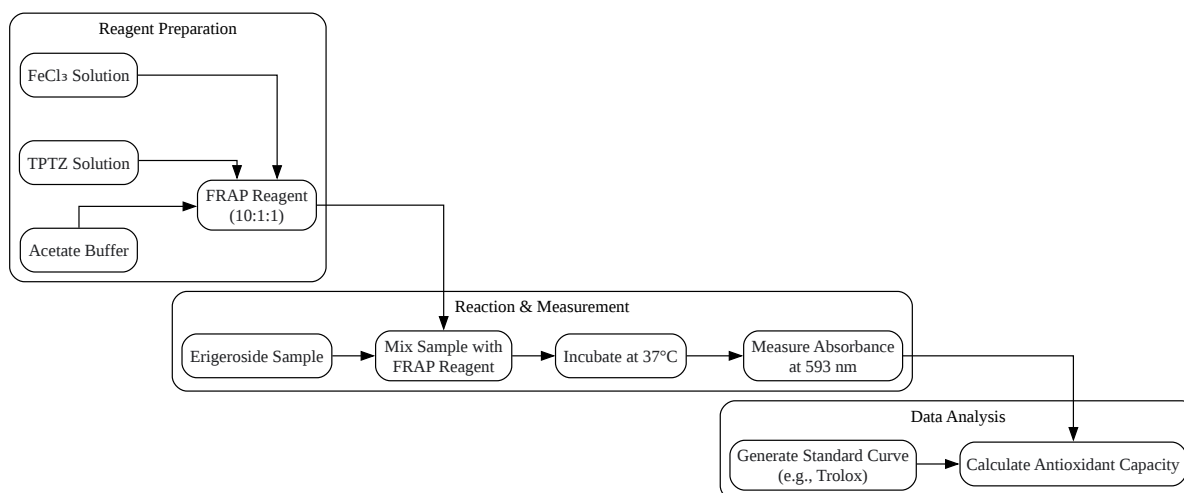 Reagent Preparation
FeCl₃ Solution
TPTZ Solution
FRAP Reagent
(10:1:1)
Acetate Buffer
Reaction & Measurement
Erigeroside Sample
Mix Sample with
FRAP Reagent
Incubate at 37°C
Measure Absorbance
at 593 nm
Data Analysis
Generate Standard Curve
(e.g., Trolox)
Calculate Antioxidant Capacity